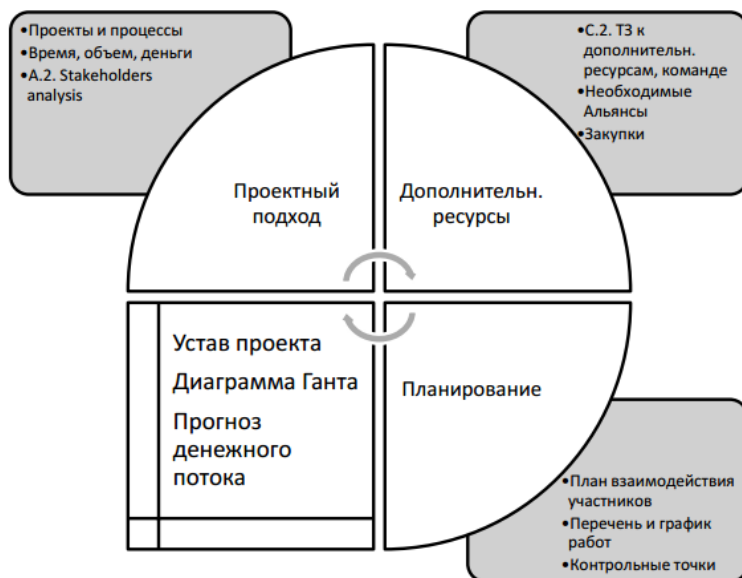 •Проекты и процессы
•Время, объем, деньги
•A.2. Stakeholders
analysis
•С.2. ТЗ к
дополнительн.
ресурсам, команде
•Необходимые
Альянсы
•Закупки
Проектный
подход
Дополнительн.
ресурсы
Устав проекта
Диаграмма Ганта
Прогноз
денежного
потока
Планирование
•План взаимодействия
участников
•Перечень и график
работ
•Контрольные точки